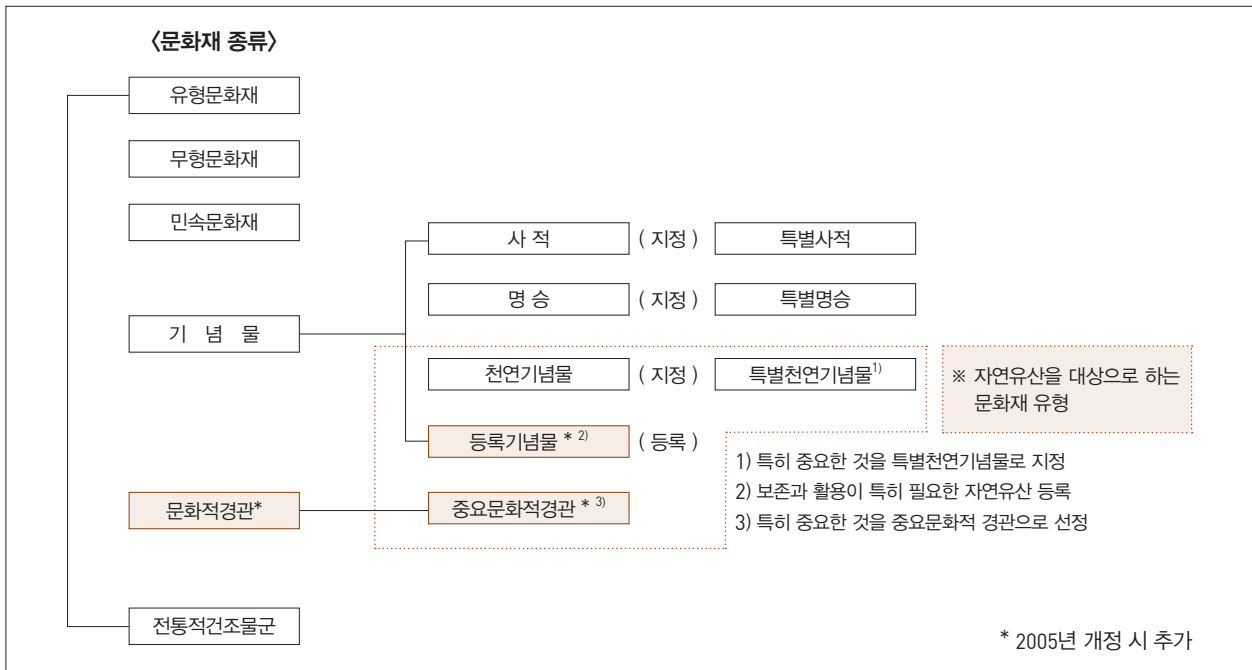 〈문화재 종류〉
유형문화재
무형문화재
민속문화재
사 적 ( 지정 ) 특별사적
명 승 ( 지정 ) 특별명승
기 념 물
천연기념물 ( 지정 ) 특별천연기념물1)
※ 자연유산을 대상으로 하는
문화재 유형
등록기념물 * 2) ( 등록 )
1) 특히 중요한 것을 특별천연기념물로 지정
2) 보존과 활용이 특히 필요한 자연유산 등록
3) 특히 중요한 것을 중요문화적 경관으로 선정
문화적경관* 중요문화적경관 * 3)
전통적건조물군
* 2005년 개정 시 추가